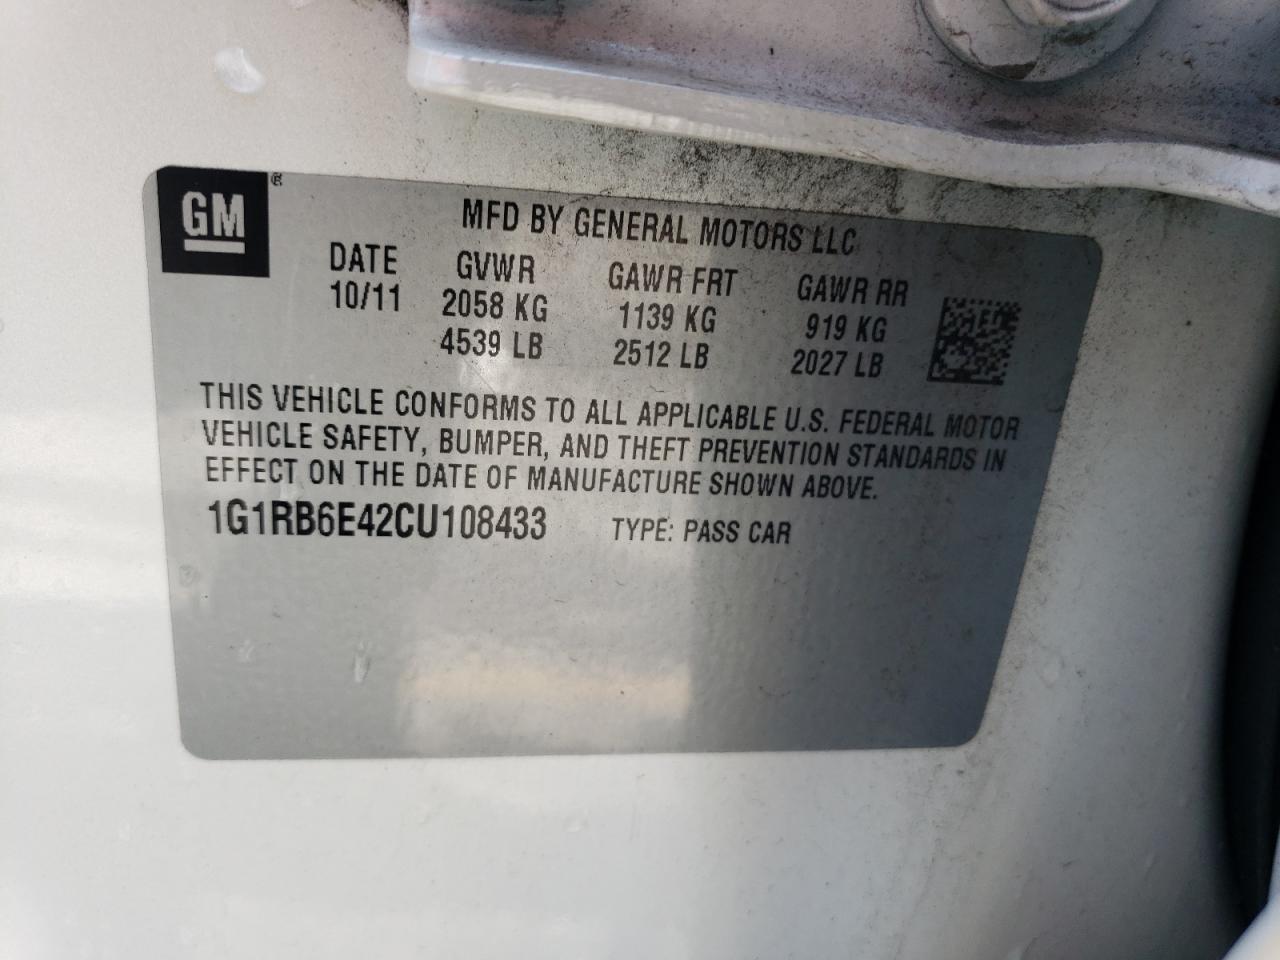 GM ®
MFD BY GENERAL MOTORS LLC
DATE GVWR GAWR FRT GAWR RR
10/11 2058 KG 1139 KG 919 KG
4539 LB 2512 LB 2027 LB
THIS VEHICLE CONFORMS TO ALL APPLICABLE U.S. FEDERAL MOTOR
VEHICLE SAFETY, BUMPER, AND THEFT PREVENTION STANDARDS IN
EFFECT ON THE DATE OF MANUFACTURE SHOWN ABOVE.
1G1RB6E42CU108433 TYPE: PASS CAR